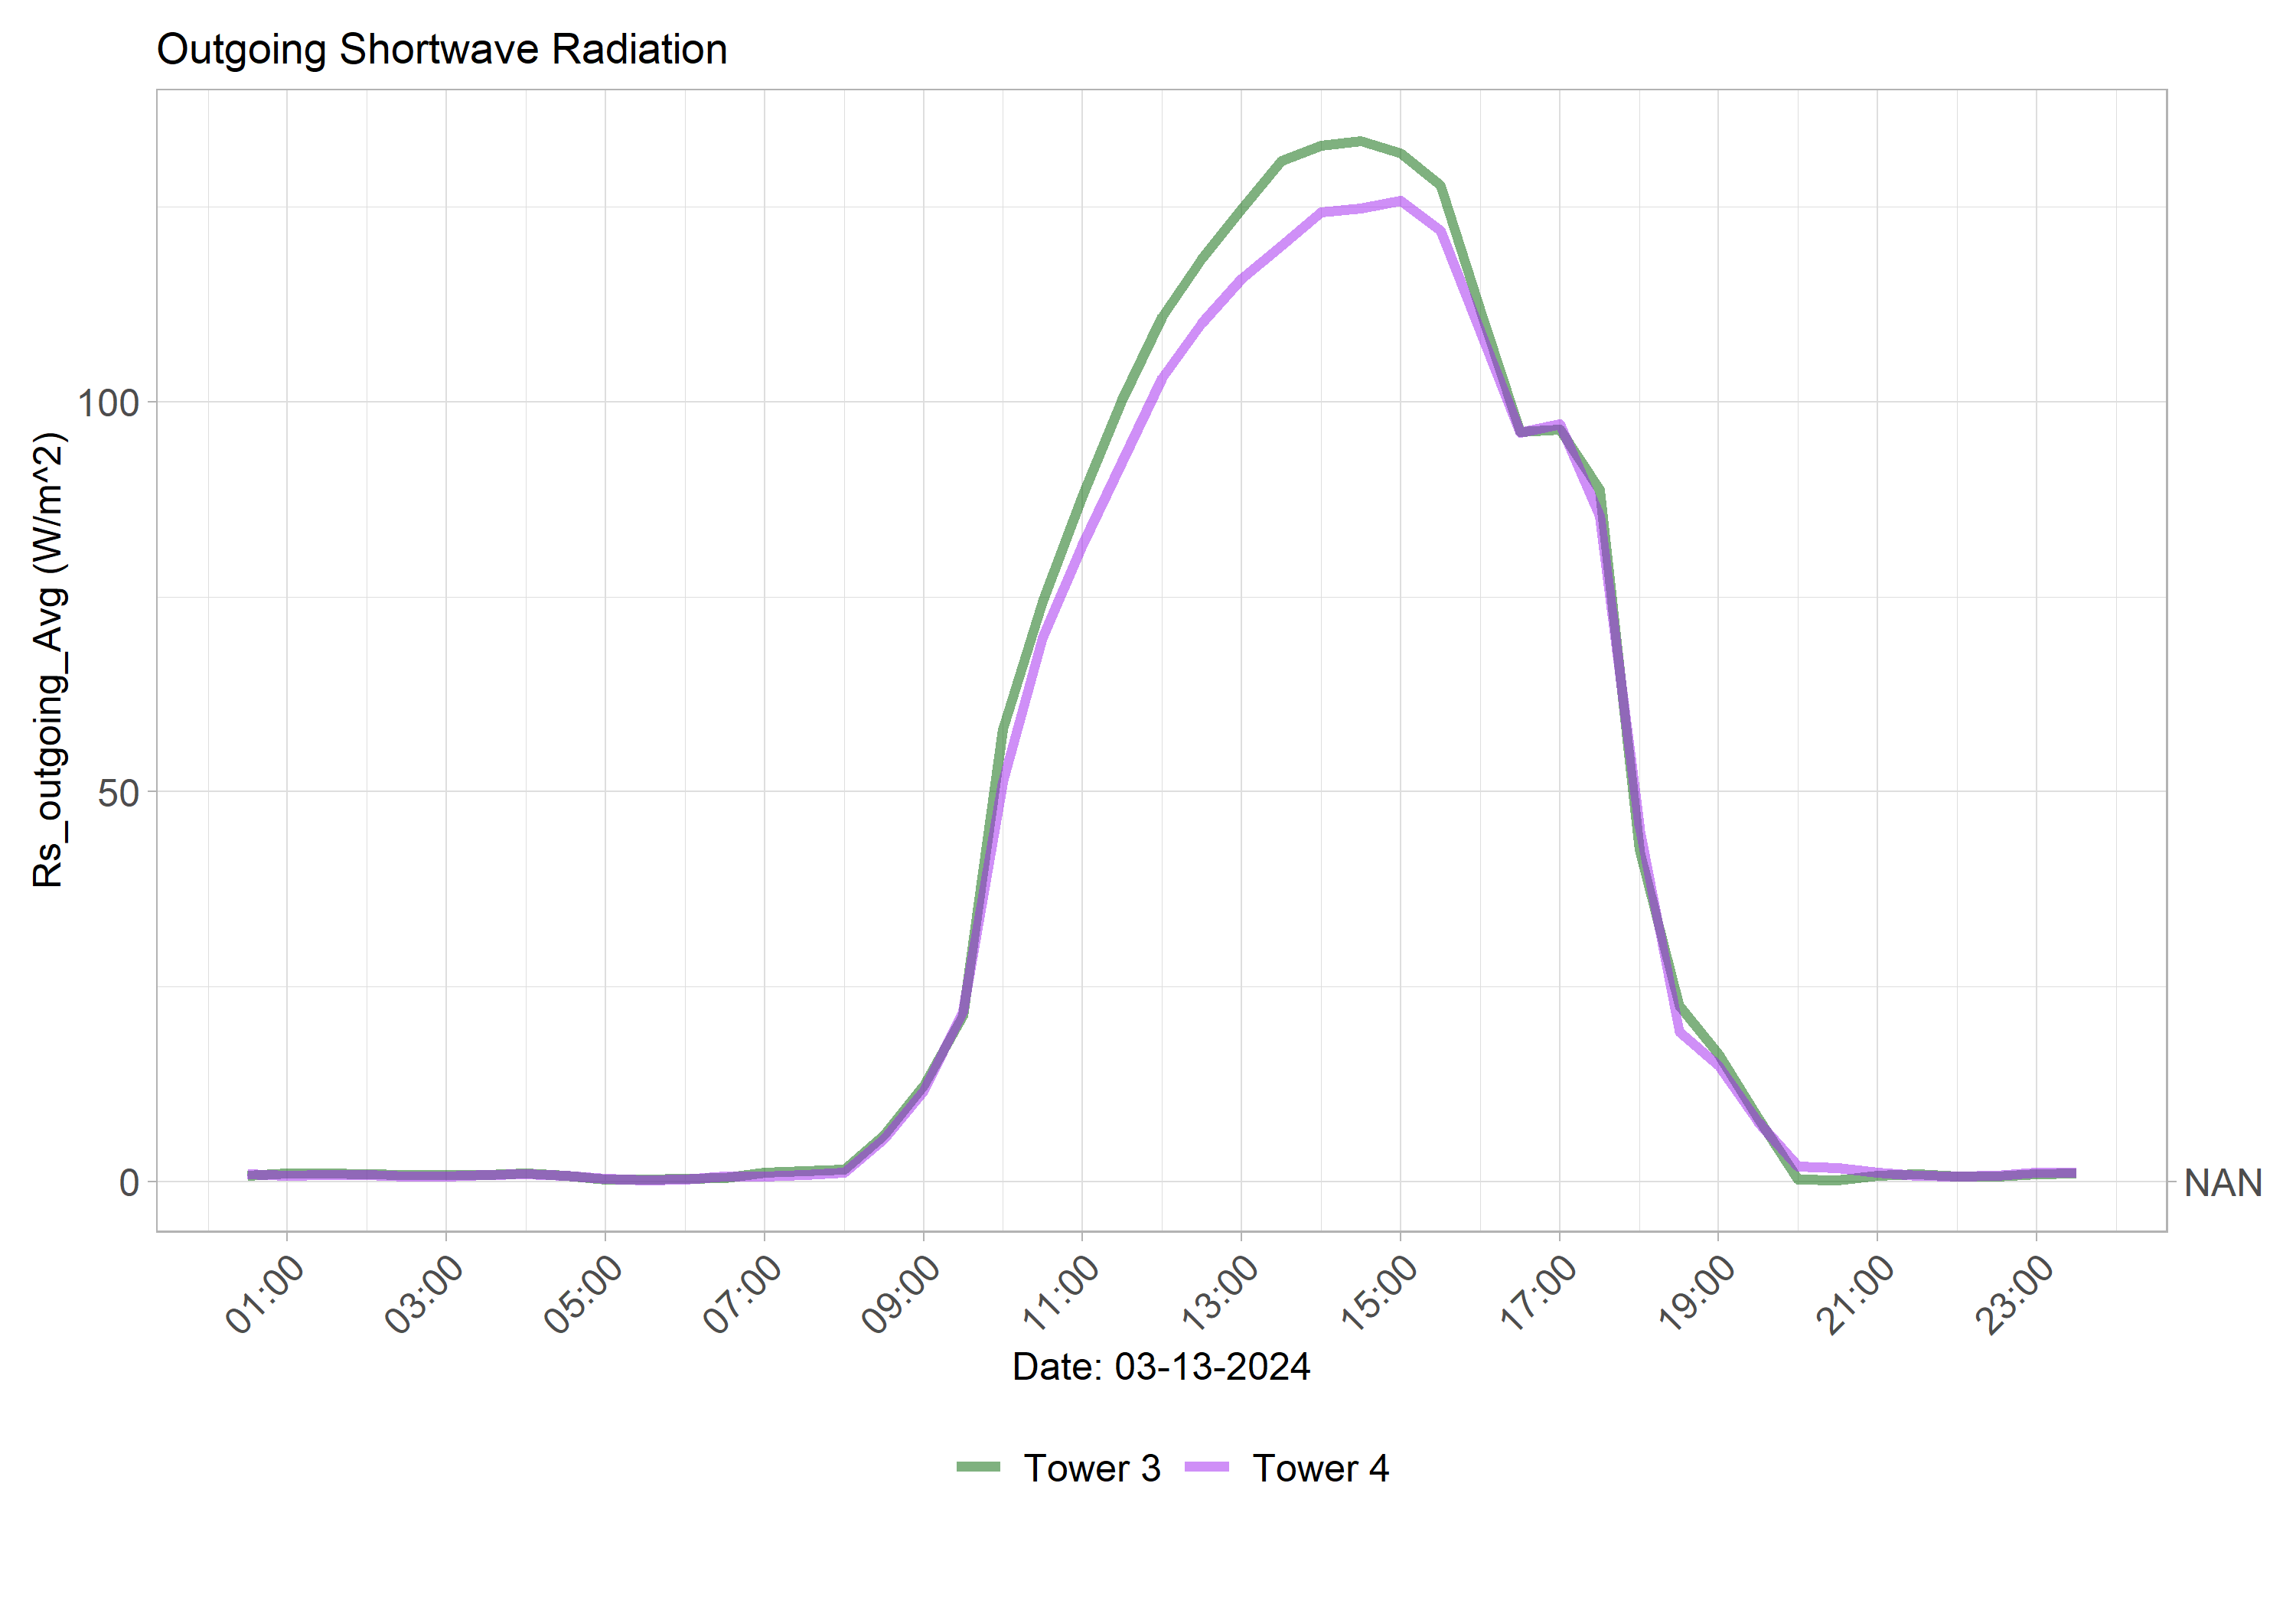 Outgoing Shortwave Radiation
Rs_outgoing_Avg (W/m^2)
100
50
0
NAN
01:00
03:00
05:00
07:00
09:00
11:00
13:00
15:00
17:00
19:00
21:00
23:00
Date: 03-13-2024
Tower 3
Tower 4